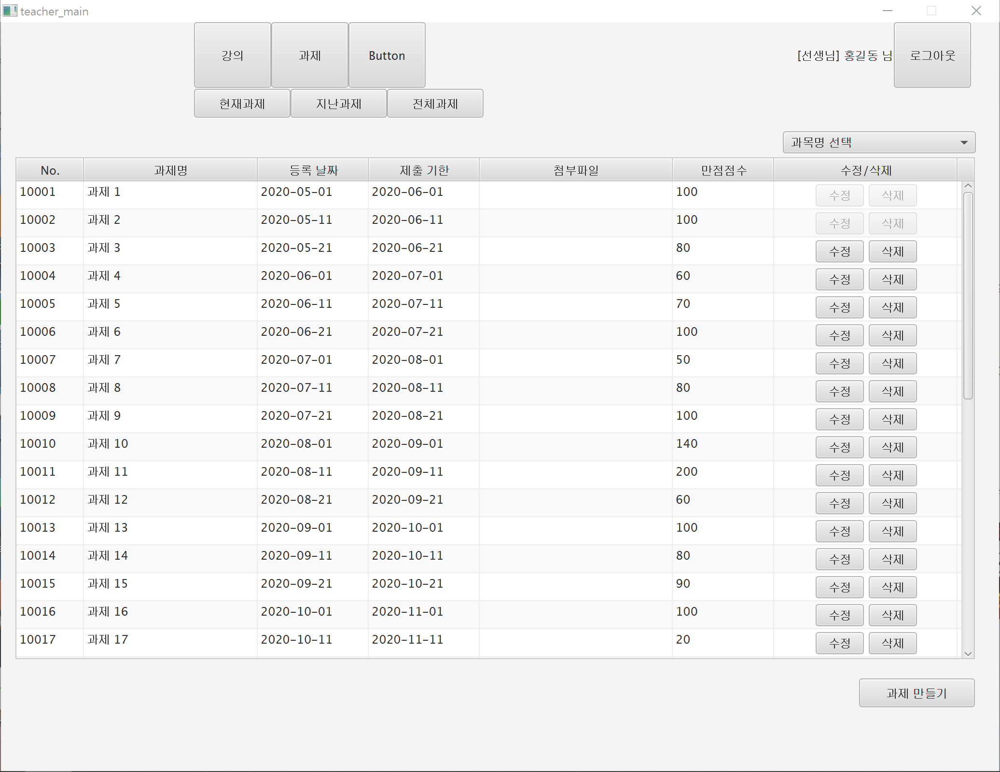 teacher_main
강의 과제 Button [선생님] 홍길동 님 로그아웃
현재과제 지난과제 전체과제
과목명 선택
No. 과제명 등록 날짜 제출 기한 첨부파일 만점점수 수정/삭제
10001 과제 1 2020-05-01 2020-06-01 100 수정 삭제
10002 과제 2 2020-05-11 2020-06-11 100 수정 삭제
10003 과제 3 2020-05-21 2020-06-21 80 수정 삭제
10004 과제 4 2020-06-01 2020-07-01 60 수정 삭제
10005 과제 5 2020-06-11 2020-07-11 70 수정 삭제
10006 과제 6 2020-06-21 2020-07-21 100 수정 삭제
10007 과제 7 2020-07-01 2020-08-01 50 수정 삭제
10008 과제 8 2020-07-11 2020-08-11 80 수정 삭제
10009 과제 9 2020-07-21 2020-08-21 100 수정 삭제
10010 과제 10 2020-08-01 2020-09-01 140 수정 삭제
10011 과제 11 2020-08-11 2020-09-11 200 수정 삭제
10012 과제 12 2020-08-21 2020-09-21 60 수정 삭제
10013 과제 13 2020-09-01 2020-10-01 100 수정 삭제
10014 과제 14 2020-09-11 2020-10-11 80 수정 삭제
10015 과제 15 2020-09-21 2020-10-21 90 수정 삭제
10016 과제 16 2020-10-01 2020-11-01 100 수정 삭제
10017 과제 17 2020-10-11 2020-11-11 20 수정 삭제
과제 만들기